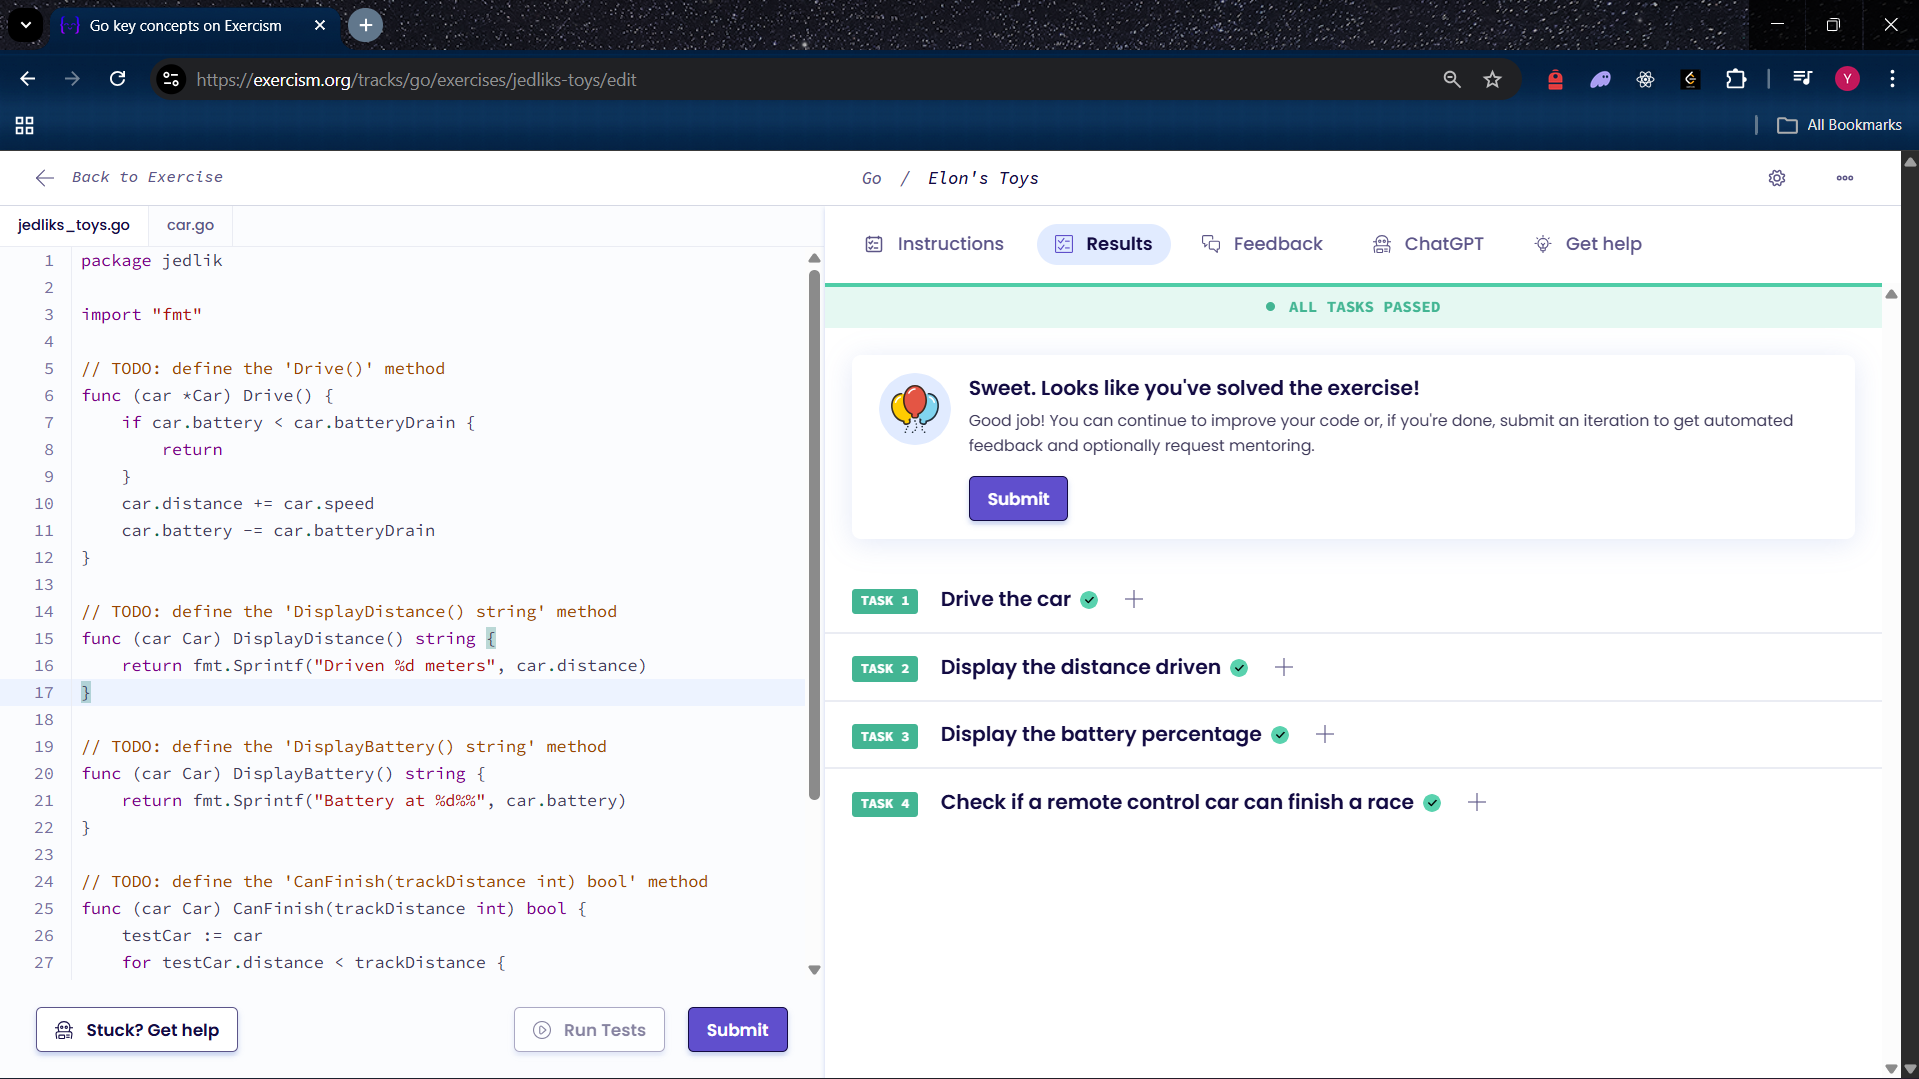 Go key concepts on Exercism
https://exercism.org/tracks/go/exercises/jedliks-toys/edit
Y
All Bookmarks
Back to Exercise
Go / Elon's Toys
jedliks_toys.go
car.go
1 package jedlik
2
3 import "fmt"
4
5 // TODO: define the 'Drive()' method
6 func (car *Car) Drive() {
7 if car.battery < car.batteryDrain {
8 return
9 }
10 car.distance += car.speed
11 car.battery -= car.batteryDrain
12 }
13
14 // TODO: define the 'DisplayDistance() string' method
15 func (car Car) DisplayDistance() string {
16 return fmt.Sprintf("Driven %d meters", car.distance)
17 }
18
19 // TODO: define the 'DisplayBattery() string' method
20 func (car Car) DisplayBattery() string {
21 return fmt.Sprintf("Battery at %d%%", car.battery)
22 }
23
24 // TODO: define the 'CanFinish(trackDistance int) bool' method
25 func (car Car) CanFinish(trackDistance int) bool {
26 testCar := car
27 for testCar.distance < trackDistance {
Stuck? Get help
Run Tests
Submit
Instructions
Results
Feedback
ChatGPT
Get help
ALL TASKS PASSED
Sweet. Looks like you've solved the exercise!
Good job! You can continue to improve your code or, if you're done, submit an iteration to get automated
feedback and optionally request mentoring.
Submit
TASK 1 Drive the car
TASK 2 Display the distance driven
TASK 3 Display the battery percentage
TASK 4 Check if a remote control car can finish a race